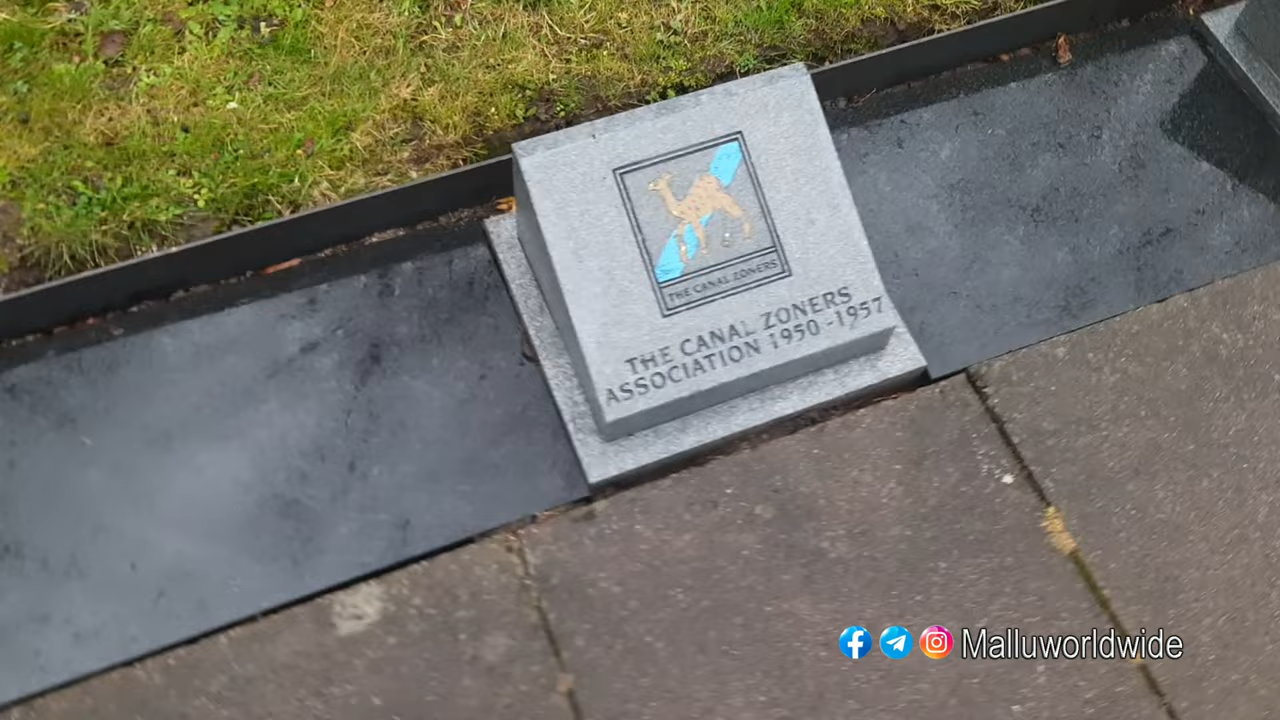 THE CANAL ZONERS
THE CANAL ZONERS
ASSOCIATION 1950-1957
Malluworldwide